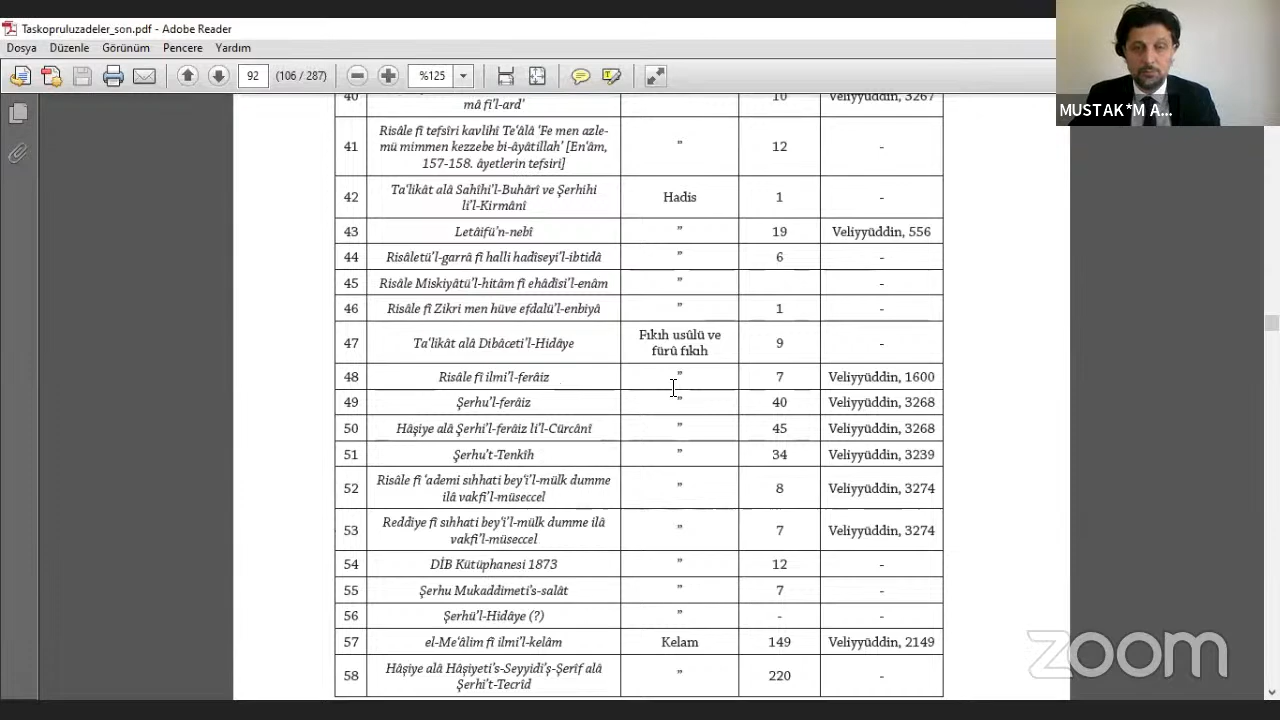 Taskopruluzadeler_son.pdf - Adobe Reader
Dosya Düzenle Görünüm Pencere Yardım
92 (106 / 287) %125
MUSTAK*M A...
40 mâ fi'l-ard' 10 Veliyyüddin, 3267
41 Risâle fî tefsîri kavlihî Te'âlâ 'Fe men azle-
mü mimmen kezzebe bi-âyâtillah' [En'âm,
157-158. âyetlerin tefsiri] " 12 -
42 Ta'lîkât alâ Sahîhi'l-Buhârî ve Şerhihi
li'l-Kirmânî Hadis 1 -
43 Letâifü'n-nebî " 19 Veliyyüddin, 556
44 Risâletü'l-garrâ fî halli hadîseyi'l-ibtidâ " 6 -
45 Risâle Miskiyâtü'l-hitâm fî ehâdîsi'l-enâm " -
46 Risâle fî Zikri men hüve efdalü'l-enbiyâ " 1 -
47 Ta'lîkât alâ Dibâceti'l-Hidâye Fıkıh usûlü ve
fürû fıkıh 9 -
48 Risâle fî ilmi'l-ferâiz " 7 Veliyyüddin, 1600
49 Şerhu'l-ferâiz " 40 Veliyyüddin, 3268
50 Hâşiye alâ Şerhi'l-ferâiz li'l-Cürcânî " 45 Veliyyüddin, 3268
51 Şerhu't-Tenkîh " 34 Veliyyüddin, 3239
52 Risâle fî 'ademi sıhhati bey'i'l-mülk dumme
ilâ vakfi'l-müseccel " 8 Veliyyüddin, 3274
53 Reddiye fî sıhhati bey'i'l-mülk dumme ilâ
vakfi'l-müseccel " 7 Veliyyüddin, 3274
54 DİB Kütüphanesi 1873 " 12 -
55 Şerhu Mukaddimeti's-salât " 7 -
56 Şerhü'l-Hidâye (?) " - -
57 el-Me'âlim fî ilmi'l-kelâm Kelam 149 Veliyyüddin, 2149
58 Hâşiye alâ Hâşiyeti's-Seyyidi'ş-Şerîf alâ
Şerhi't-Tecrîd " 220 -
zoom